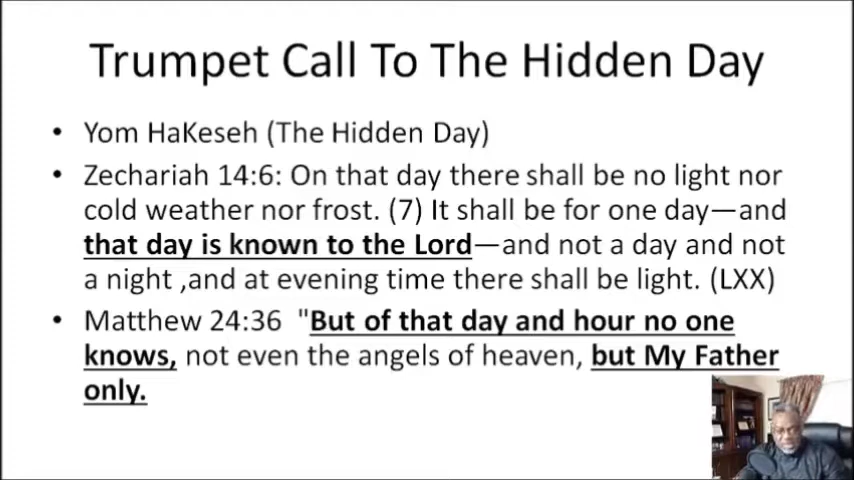 Trumpet Call To The Hidden Day
• Yom HaKeseh (The Hidden Day)
• Zechariah 14:6: On that day there shall be no light nor
cold weather nor frost. (7) It shall be for one day—and
that day is known to the Lord—and not a day and not
a night ,and at evening time there shall be light. (LXX)
• Matthew 24:36  "But of that day and hour no one
knows, not even the angels of heaven, but My Father
only.